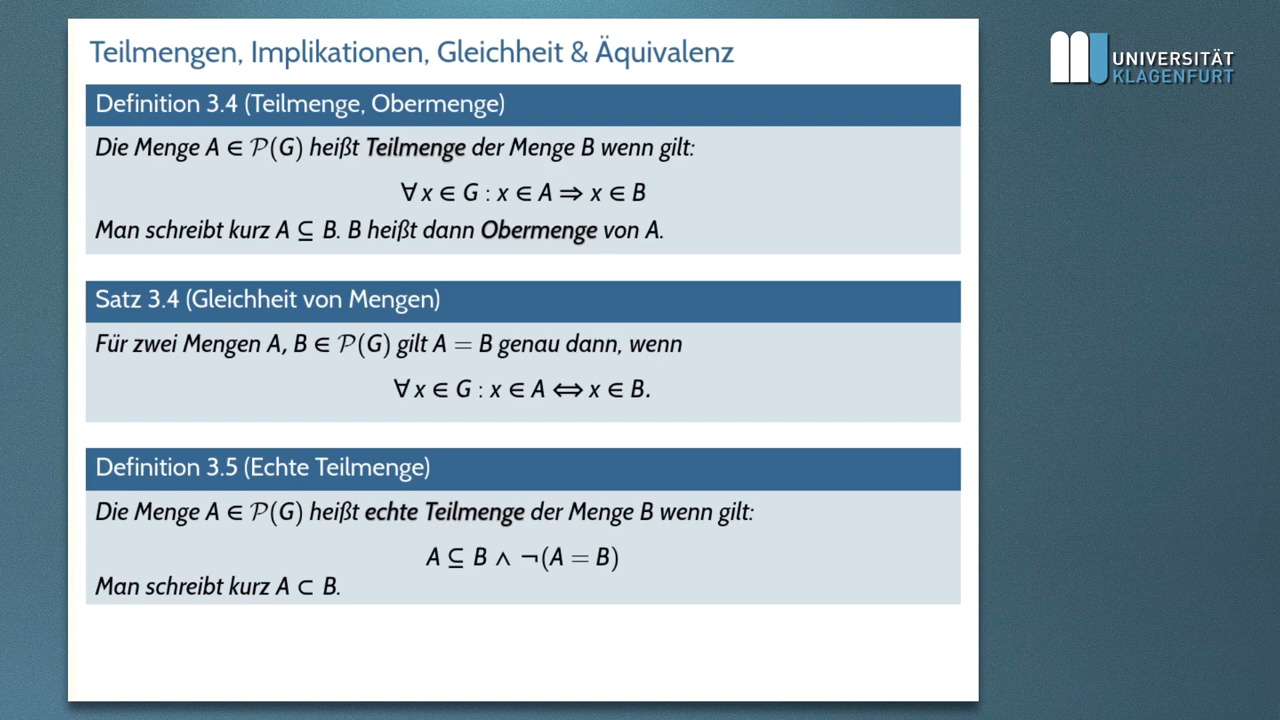 Teilmengen, Implikationen, Gleichheit & Äquivalenz
UNIVERSITÄT
KLAGENFURT
Definition 3.4 (Teilmenge, Obermenge)
Die Menge A ∈ 𝒫(G) heißt Teilmenge der Menge B wenn gilt:
∀ x ∈ G : x ∈ A ⇒ x ∈ B
Man schreibt kurz A ⊆ B. B heißt dann Obermenge von A.
Satz 3.4 (Gleichheit von Mengen)
Für zwei Mengen A, B ∈ 𝒫(G) gilt A = B genau dann, wenn
∀ x ∈ G : x ∈ A ⟺ x ∈ B.
Definition 3.5 (Echte Teilmenge)
Die Menge A ∈ 𝒫(G) heißt echte Teilmenge der Menge B wenn gilt:
A ⊆ B ∧ ¬(A = B)
Man schreibt kurz A ⊂ B.